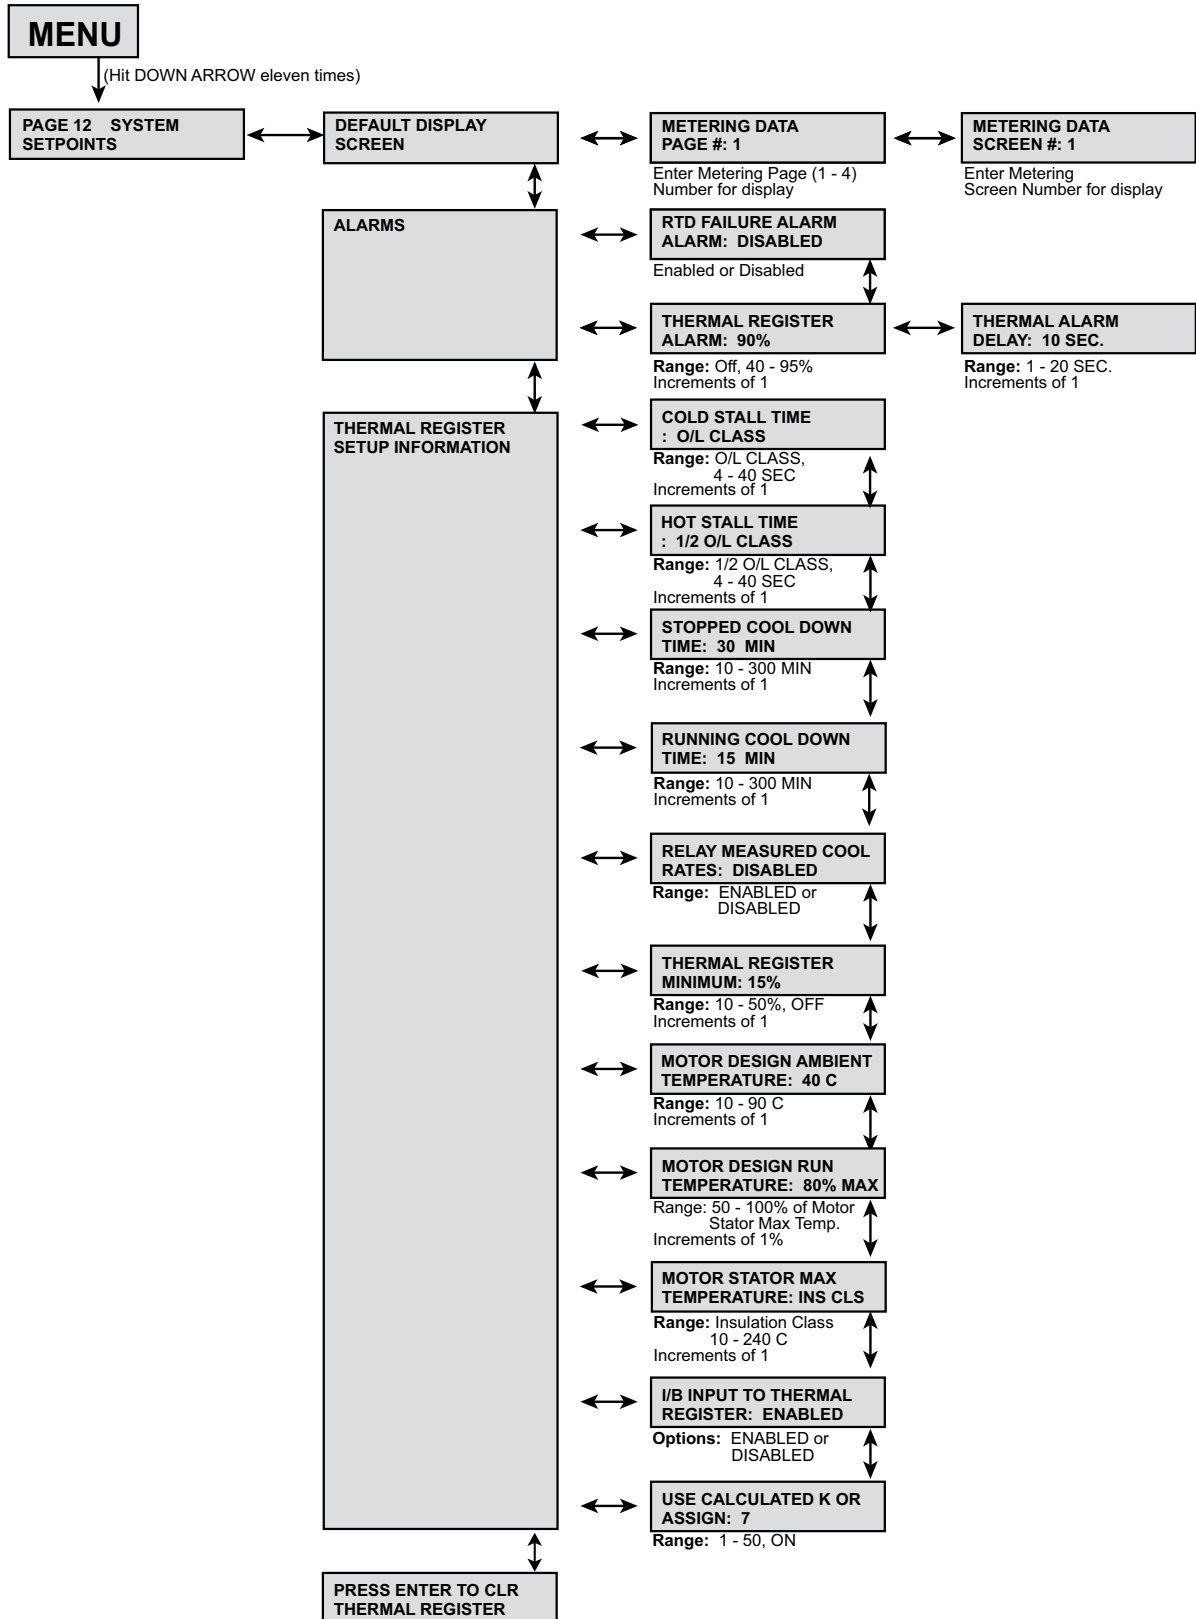 MENU
(Hit DOWN ARROW eleven times)
PAGE 12 SYSTEM
SETPOINTS
DEFAULT DISPLAY
SCREEN
METERING DATA
PAGE #: 1
Enter Metering Page (1 - 4)
Number for display
METERING DATA
SCREEN #: 1
Enter Metering
Screen Number for display
ALARMS
RTD FAILURE ALARM
ALARM: DISABLED
Enabled or Disabled
THERMAL REGISTER
ALARM: 90%
Range: Off, 40 - 95%
Increments of 1
THERMAL ALARM
DELAY: 10 SEC.
Range: 1 - 20 SEC.
Increments of 1
THERMAL REGISTER
SETUP INFORMATION
COLD STALL TIME
: O/L CLASS
Range: O/L CLASS,
4 - 40 SEC
Increments of 1
HOT STALL TIME
: 1/2 O/L CLASS
Range: 1/2 O/L CLASS,
4 - 40 SEC
Increments of 1
STOPPED COOL DOWN
TIME: 30 MIN
Range: 10 - 300 MIN
Increments of 1
RUNNING COOL DOWN
TIME: 15 MIN
Range: 10 - 300 MIN
Increments of 1
RELAY MEASURED COOL
RATES: DISABLED
Range: ENABLED or
DISABLED
THERMAL REGISTER
MINIMUM: 15%
Range: 10 - 50%, OFF
Increments of 1
MOTOR DESIGN AMBIENT
TEMPERATURE: 40 C
Range: 10 - 90 C
Increments of 1
MOTOR DESIGN RUN
TEMPERATURE: 80% MAX
Range: 50 - 100% of Motor
Stator Max Temp.
Increments of 1%
MOTOR STATOR MAX
TEMPERATURE: INS CLS
Range: Insulation Class
10 - 240 C
Increments of 1
I/B INPUT TO THERMAL
REGISTER: ENABLED
Options: ENABLED or
DISABLED
USE CALCULATED K OR
ASSIGN: 7
Range: 1 - 50, ON
PRESS ENTER TO CLR
THERMAL REGISTER